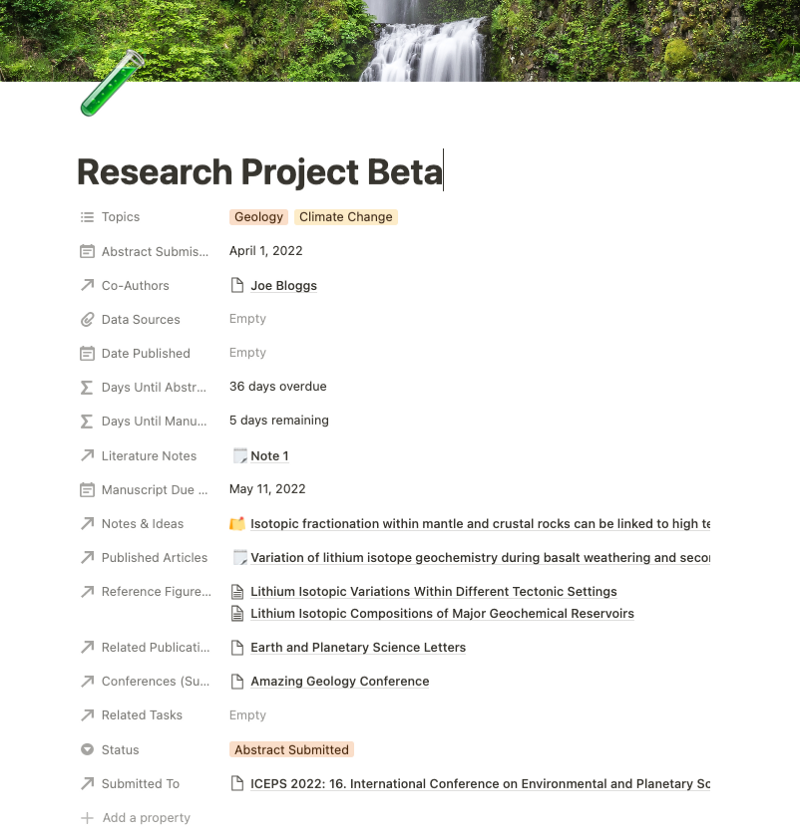 Research Project Beta
Topics Geology Climate Change
Abstract Submis... April 1, 2022
Co-Authors Joe Bloggs
Data Sources Empty
Date Published Empty
Days Until Abstr... 36 days overdue
Days Until Manu... 5 days remaining
Literature Notes Note 1
Manuscript Due ... May 11, 2022
Notes & Ideas Isotopic fractionation within mantle and crustal rocks can be linked to high te
Published Articles Variation of lithium isotope geochemistry during basalt weathering and secon
Reference Figure... Lithium Isotopic Variations Within Different Tectonic Settings
Lithium Isotopic Compositions of Major Geochemical Reservoirs
Related Publicati... Earth and Planetary Science Letters
Conferences (Su... Amazing Geology Conference
Related Tasks Empty
Status Abstract Submitted
Submitted To ICEPS 2022: 16. International Conference on Environmental and Planetary Sc
Add a property